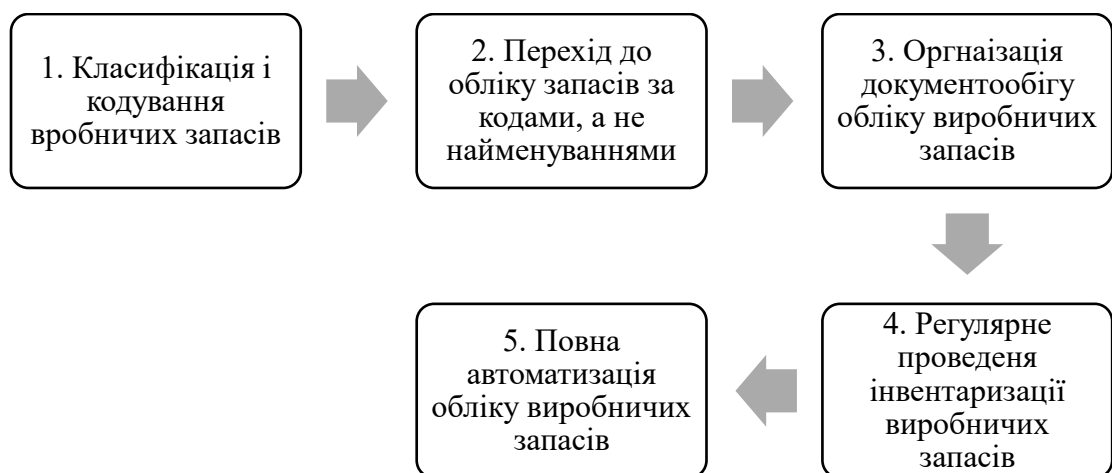 1. Класифікація і
кодування
вробничих запасів
2. Перехід до
обліку запасів за
кодами, а не
найменуваннями
3. Оргнаізація
документообігу
обліку виробничих
запасів
4. Регулярне
проведеня
інвентаризації
виробничих
запасів
5. Повна
автоматизація
обліку виробничих
запасів